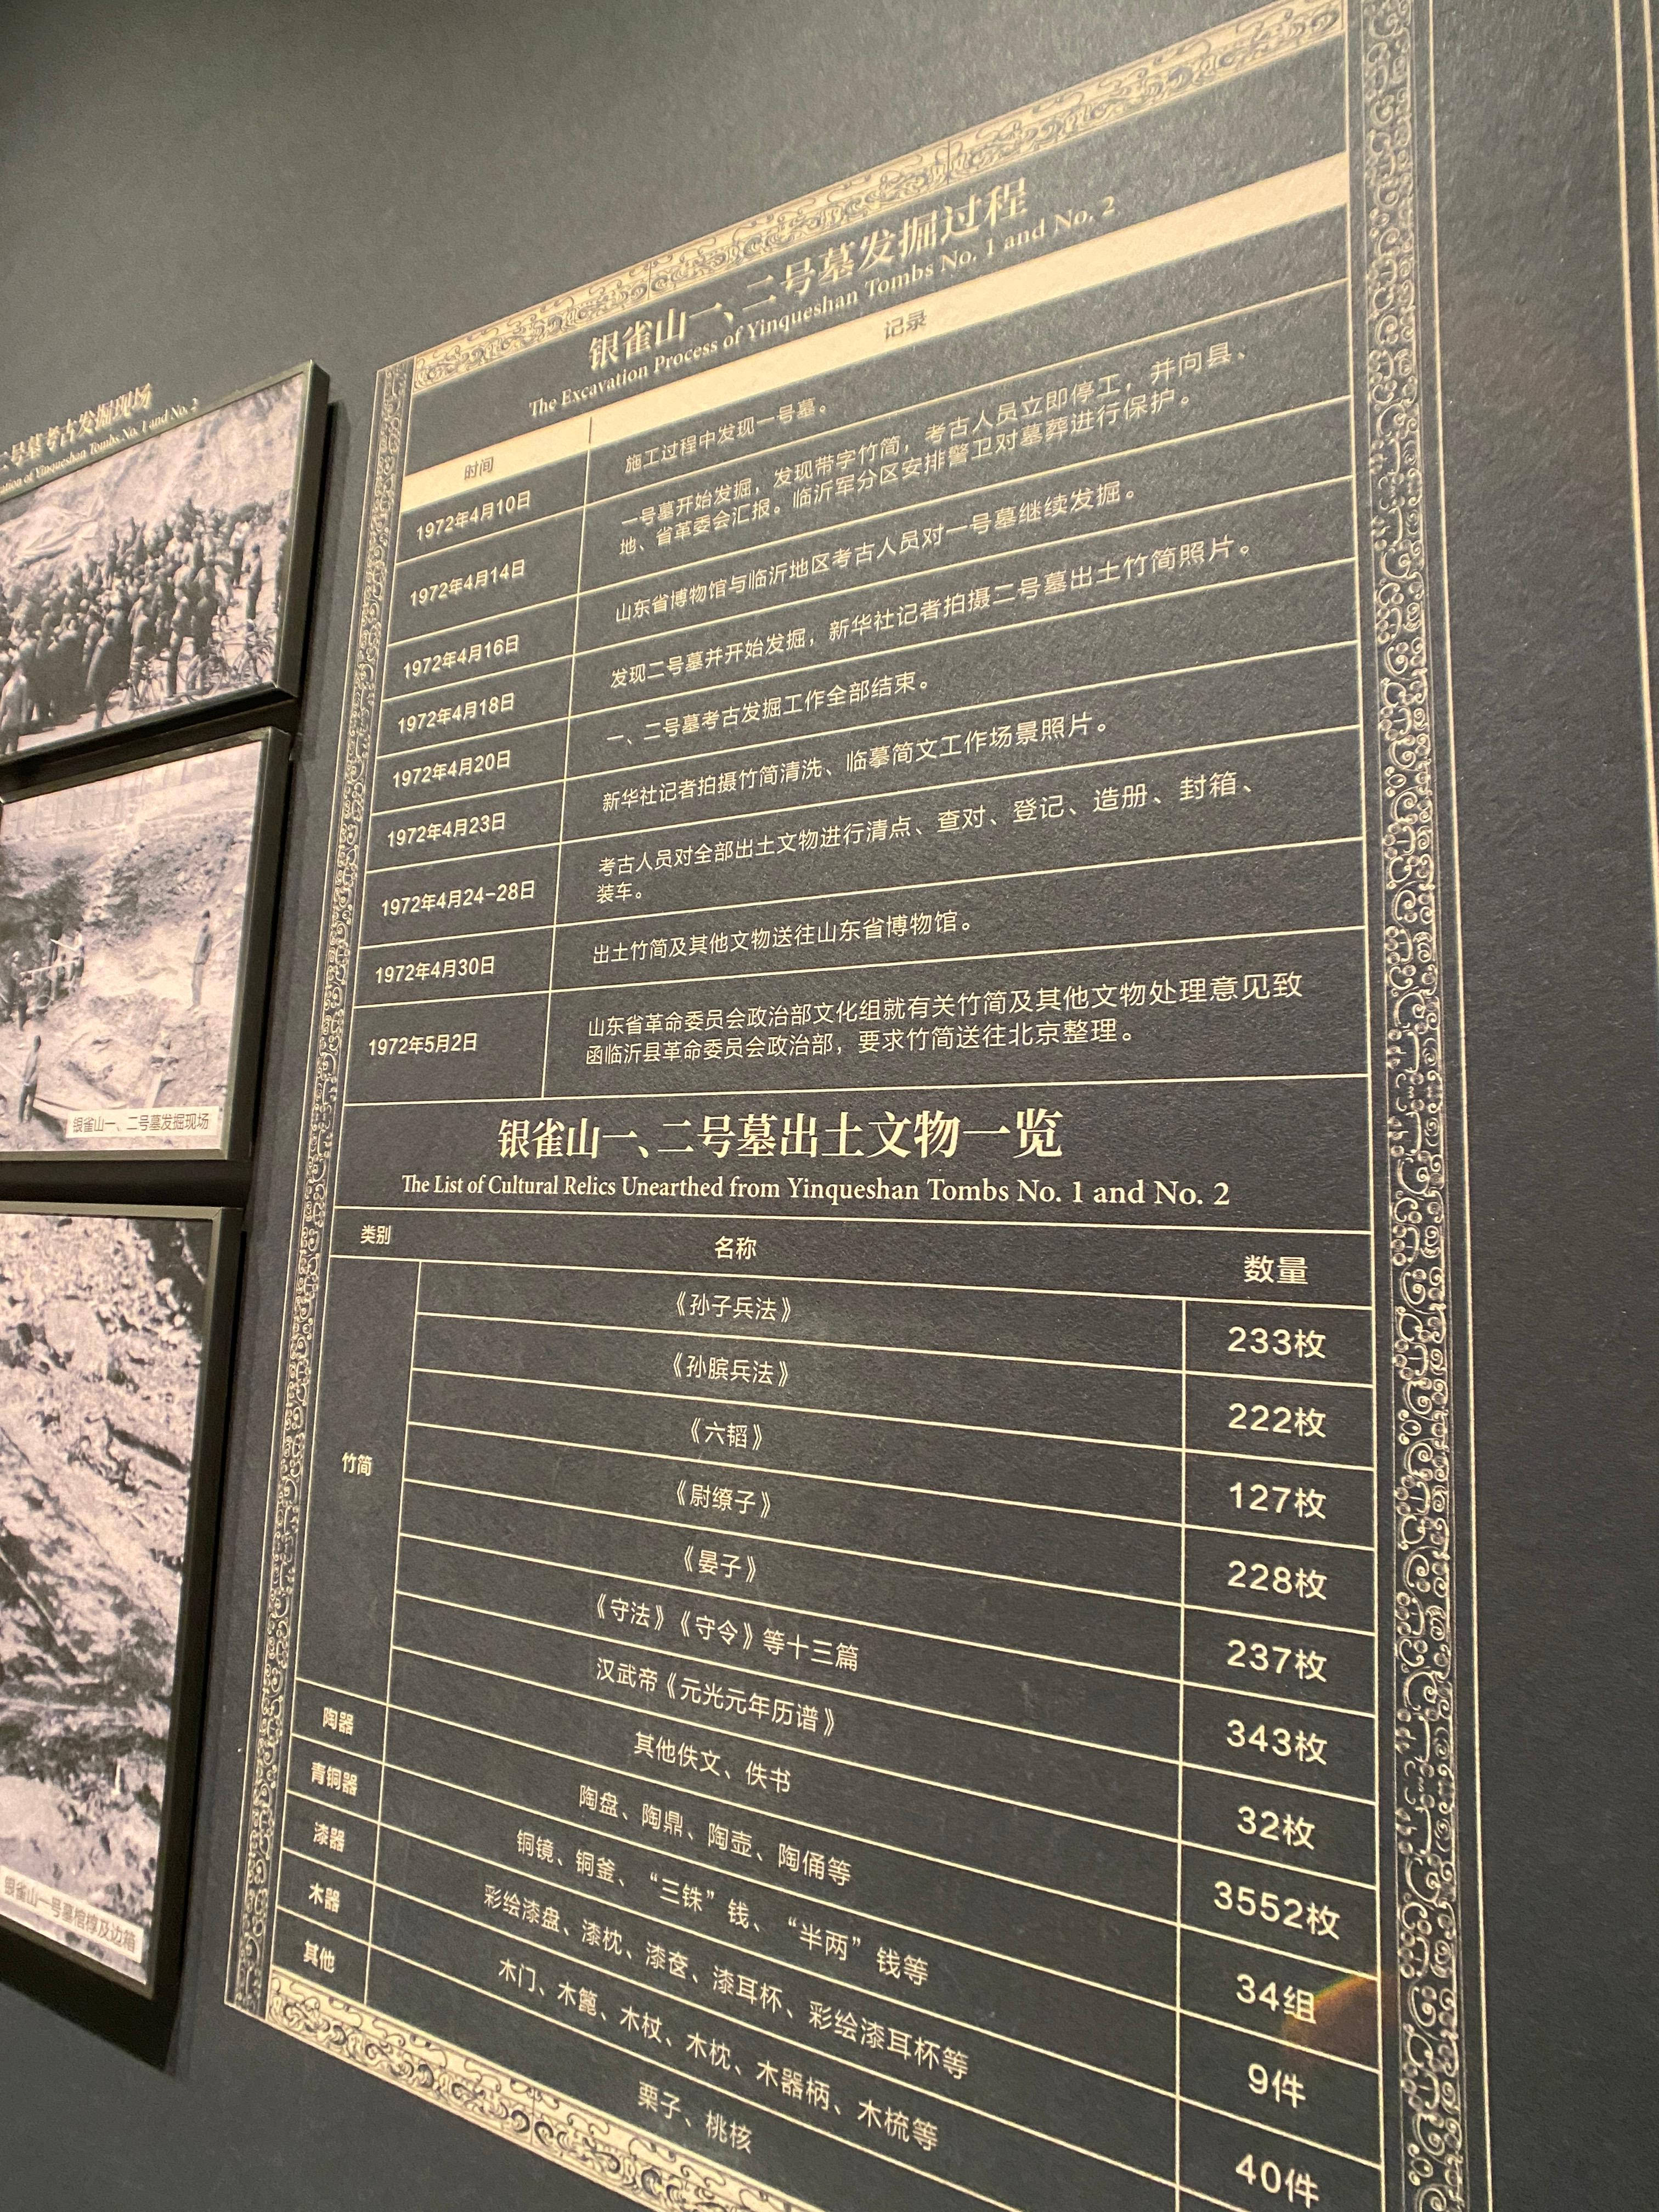 二号墓考古发掘现场
ation of Yinqueshan Tombs No. 1 and No. 2
银雀山一、二号墓发掘现场
银雀山一号墓棺椁及边箱
银雀山一、二号墓发掘过程
The Excavation Process of Yinqueshan Tombs No. 1 and No. 2
时间 记录
1972年4月10日 施工过程中发现一号墓。
1972年4月14日 一号墓开始发掘，发现带字竹简，考古人员立即停工，并向县、
地、省革委会汇报。临沂军分区安排警卫对墓葬进行保护。
1972年4月16日 山东省博物馆与临沂地区考古人员对一号墓继续发掘。
1972年4月18日 发现二号墓并开始发掘，新华社记者拍摄二号墓出土竹简照片。
1972年4月20日 一、二号墓考古发掘工作全部结束。
1972年4月23日 新华社记者拍摄竹简清洗、临摹简文工作场景照片。
1972年4月24-28日 考古人员对全部出土文物进行清点、查对、登记、造册、封箱、
装车。
1972年4月30日 出土竹简及其他文物送往山东省博物馆。
1972年5月2日 山东省革命委员会政治部文化组就有关竹简及其他文物处理意见致
函临沂县革命委员会政治部，要求竹简送往北京整理。
银雀山一、二号墓出土文物一览
The List of Cultural Relics Unearthed from Yinqueshan Tombs No. 1 and No. 2
类别 名称 数量
竹简
《孙子兵法》 233枚
《孙膑兵法》 222枚
《六韬》 127枚
《尉缭子》 228枚
《晏子》 237枚
《守法》《守令》等十三篇 343枚
汉武帝《元光元年历谱》 32枚
其他佚文、佚书 3552枚
陶器 陶盘、陶鼎、陶壶、陶俑等 34组
青铜器 铜镜、铜釜、“三铢”钱、“半两”钱等 9件
漆器 彩绘漆盘、漆枕、漆奁、漆耳杯、彩绘漆耳杯等 40件
木器 木门、木篦、木杖、木枕、木器柄、木梳等
其他 栗子、桃核